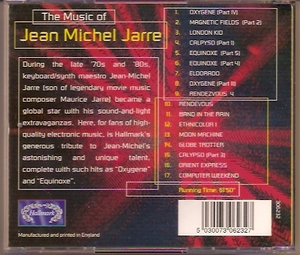 The Music of
Jean Michel Jarre
During the late '70s and '80s,
keyboard/synth maestro Jean-Michel
Jarre (son of legendary movie music
composer Maurice Jarre) became a
global star with his sound-and-light
extravaganzas. Here, for fans of high-
quality electronic music, is Hallmark's
generous tribute to Jean-Michel's
astonishing and unique talent,
complete with such hits as "Oxygene"
and "Equinoxe".
Hallmark
Manufactured and printed in England
1. OXYGENE (Part IV)
2. MAGNETIC FIELDS (Part 2)
3. LONDON KID
4. CALYPSO (Part 1)
5. EQUINOXE (Part 5)
6. EQUINOXE (Part 4)
7. ELDORADO
8. OXYGENE (Part II)
9. RENDEZVOUS 4
10. RENDEVOUS
11. BAND IN THE RAIN
12. ETHNICOLOR 1
13. MOON MACHINE
14. GLOBE TROTTER
15. CALYPSO (Part 3)
16. ORIENT EXPRESS
17. COMPUTER WEEKEND
Running Time: 61'50"
5 030073 062327
306232